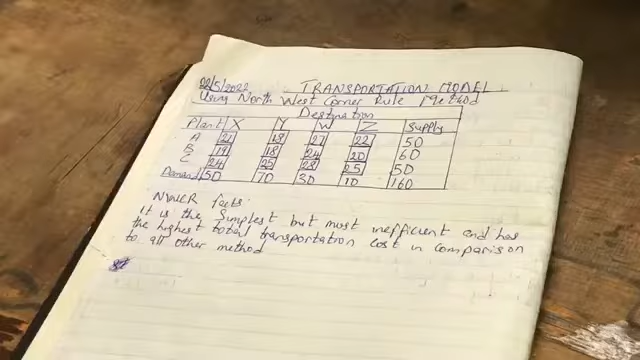 02/5/2022 TRANSPORTATION MODEL
Using North West Corner Rule Method
Destination
Plant X Y W Z Supply
A 21 18 27 22 50
B 19 18 24 20 60
C 24 25 28 25 50
Demand 50 70 30 10 160
NWCR facts:
It is the simplest but most inefficient and has
the highest total transportation cost in comparison
to all other method